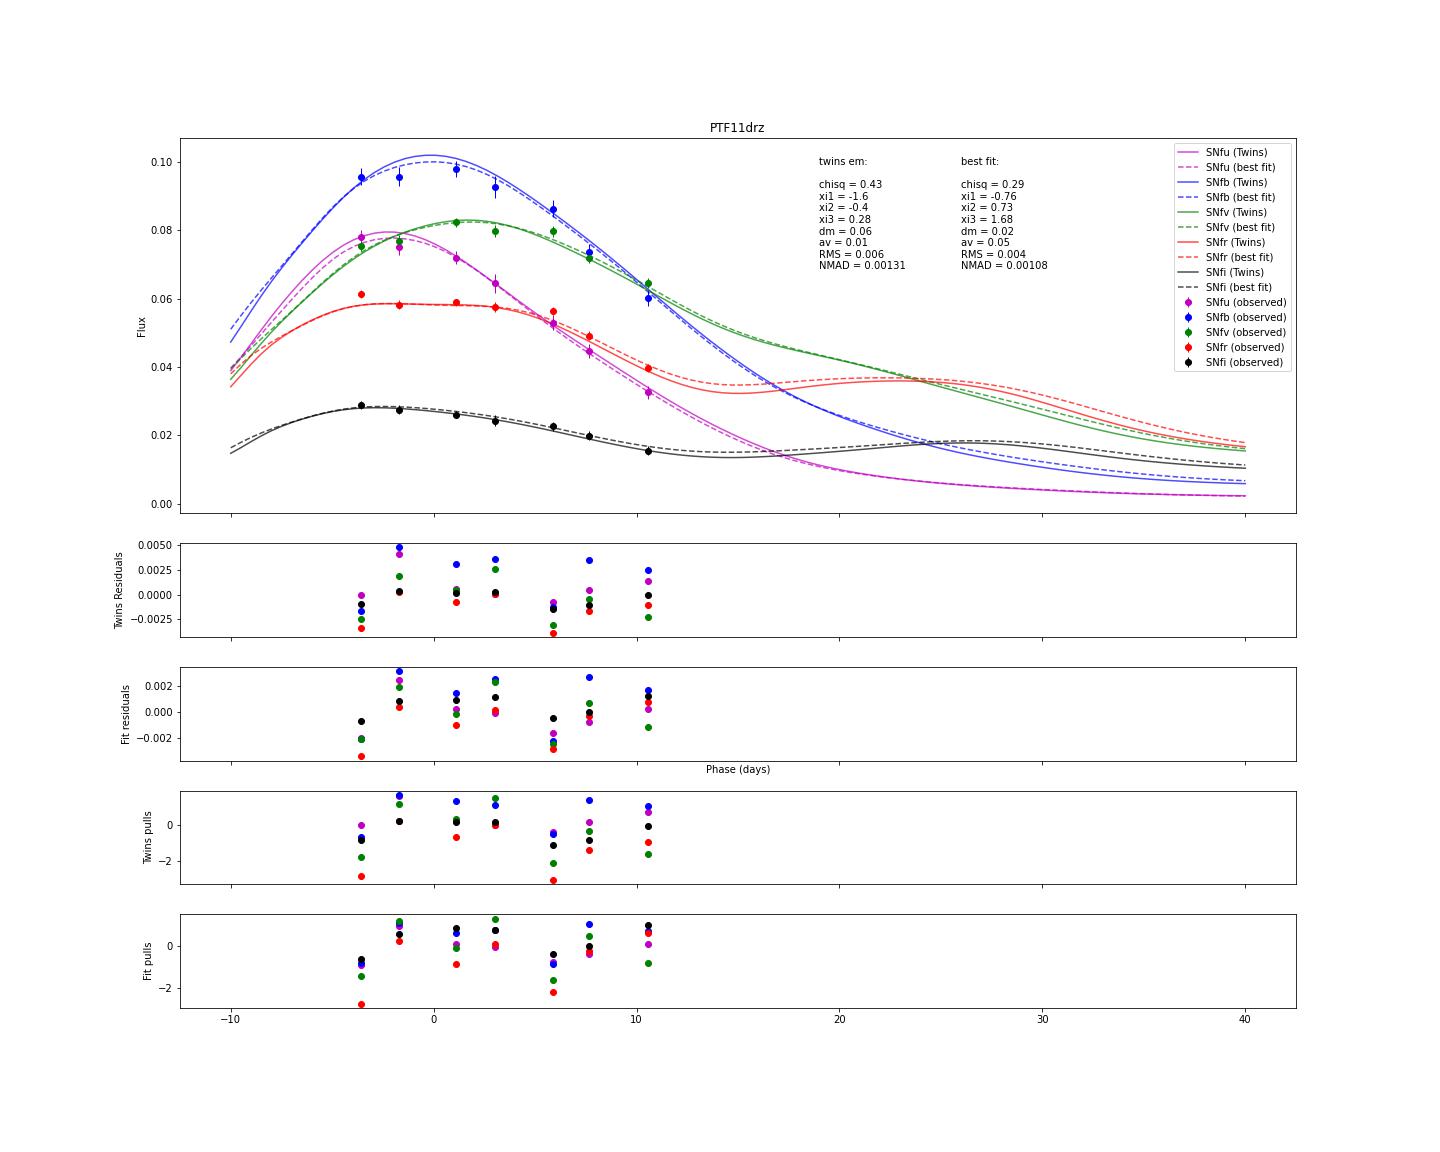 PTF11drz
Flux
0.10
0.08
0.06
0.04
0.02
0.00
twins em:
chisq = 0.43
xi1 = -1.6
xi2 = -0.4
xi3 = 0.28
dm = 0.06
av = 0.01
RMS = 0.006
NMAD = 0.00131
best fit:
chisq = 0.29
xi1 = -0.76
xi2 = 0.73
xi3 = 1.68
dm = 0.02
av = 0.05
RMS = 0.004
NMAD = 0.00108
SNfu (Twins)
SNfu (best fit)
SNfb (Twins)
SNfb (best fit)
SNfv (Twins)
SNfv (best fit)
SNfr (Twins)
SNfr (best fit)
SNfi (Twins)
SNfi (best fit)
SNfu (observed)
SNfb (observed)
SNfv (observed)
SNfr (observed)
SNfi (observed)
Twins Residuals
0.0050
0.0025
0.0000
−0.0025
Fit residuals
0.002
0.000
−0.002
Phase (days)
Twins pulls
0
−2
Fit pulls
0
−2
−10
0
10
20
30
40